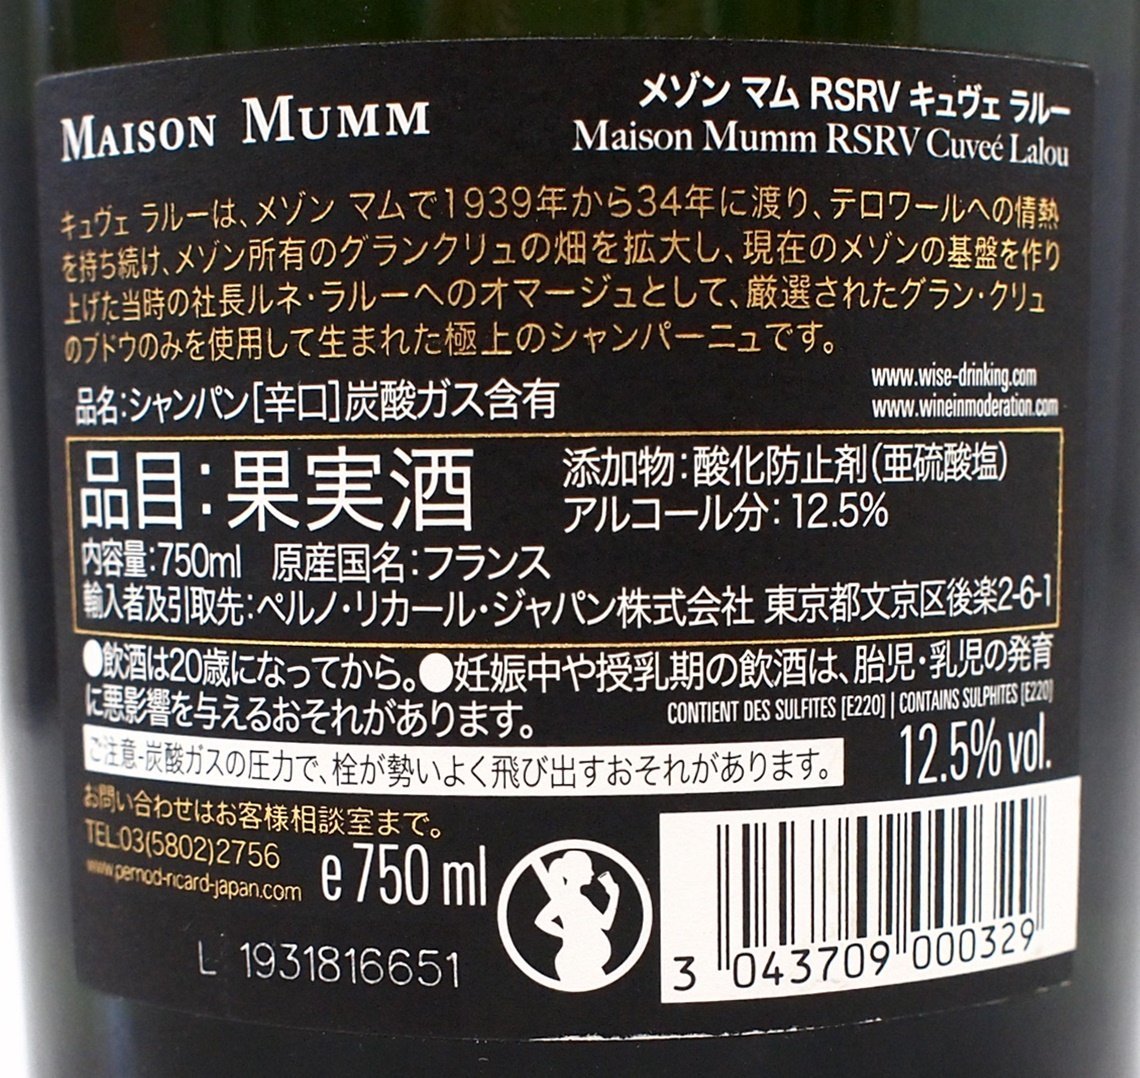 MAISON MUMM
メゾン マム RSRV キュヴェ ラルー
Maison Mumm RSRV Cuveé Lalou
キュヴェ ラルーは、メゾン マムで1939年から34年に渡り、テロワールへの情熱
を持ち続け、メゾン所有のグランクリュの畑を拡大し、現在のメゾンの基盤を作り
上げた当時の社長ルネ・ラルーへのオマージュとして、厳選されたグラン・クリュ
のブドウのみを使用して生まれた極上のシャンパーニュです。
www.wise-drinking.com
www.wineinmoderation.com
品名:シャンパン[辛口]炭酸ガス含有
品目:果実酒
添加物:酸化防止剤(亜硫酸塩)
アルコール分:12.5%
内容量:750ml 原産国名:フランス
輸入者及引取先:ペルノ・リカール・ジャパン株式会社 東京都文京区後楽2-6-1
●飲酒は20歳になってから。●妊娠中や授乳期の飲酒は、胎児・乳児の発育
に悪影響を与えるおそれがあります。
CONTIENT DES SULFITES [E220] | CONTAINS SULPHITES [E220]
ご注意-炭酸ガスの圧力で、栓が勢いよく飛び出すおそれがあります。
12.5% vol.
お問い合わせはお客様相談室まで。
TEL.03(5802)2756
www.pernod-ricard-japan.com
e 750 ml
L 1931816651
3 043709 000329